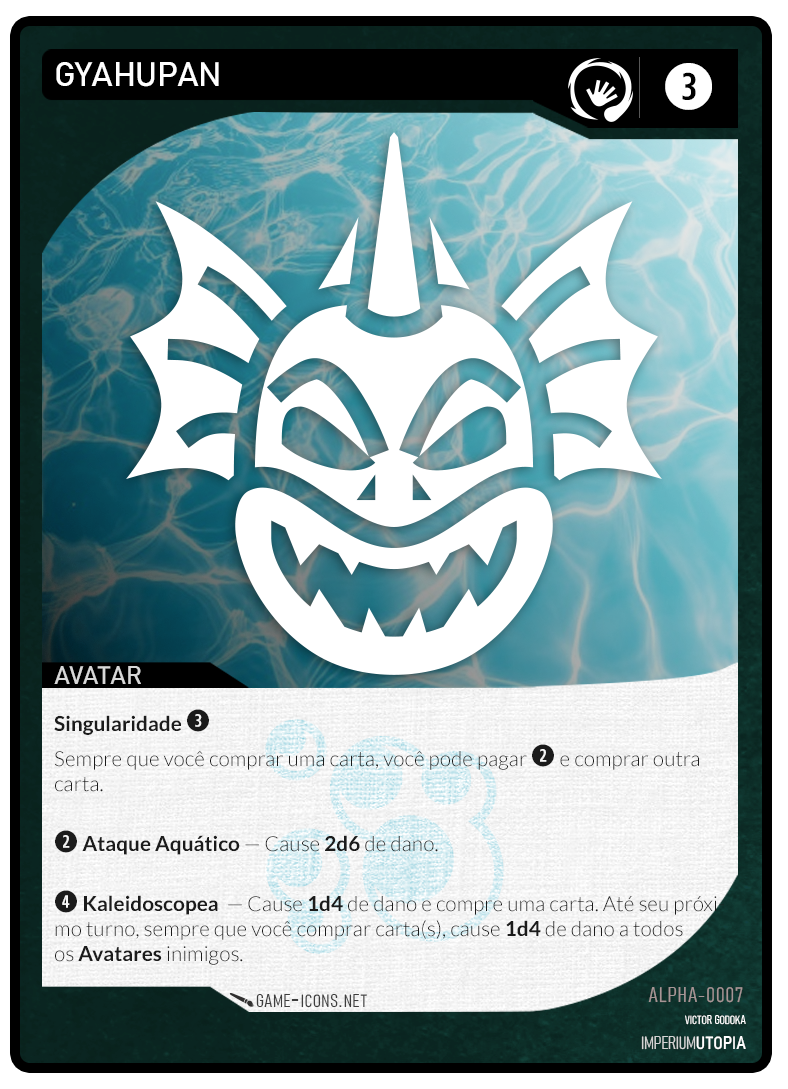 GYAHUPAN
3
AVATAR
Singularidade 3
Sempre que você comprar uma carta, você pode pagar 2 e comprar outra
carta.
2 Ataque Aquático — Cause 2d6 de dano.
4 Kaleidoscopea — Cause 1d4 de dano e compre uma carta. Até seu próxi
mo turno, sempre que você comprar carta(s), cause 1d4 de dano a todos
os Avatares inimigos.
GAME-ICONS.NET
ALPHA-0007
VICTOR GODOKA
IMPERIUMUTOPIA